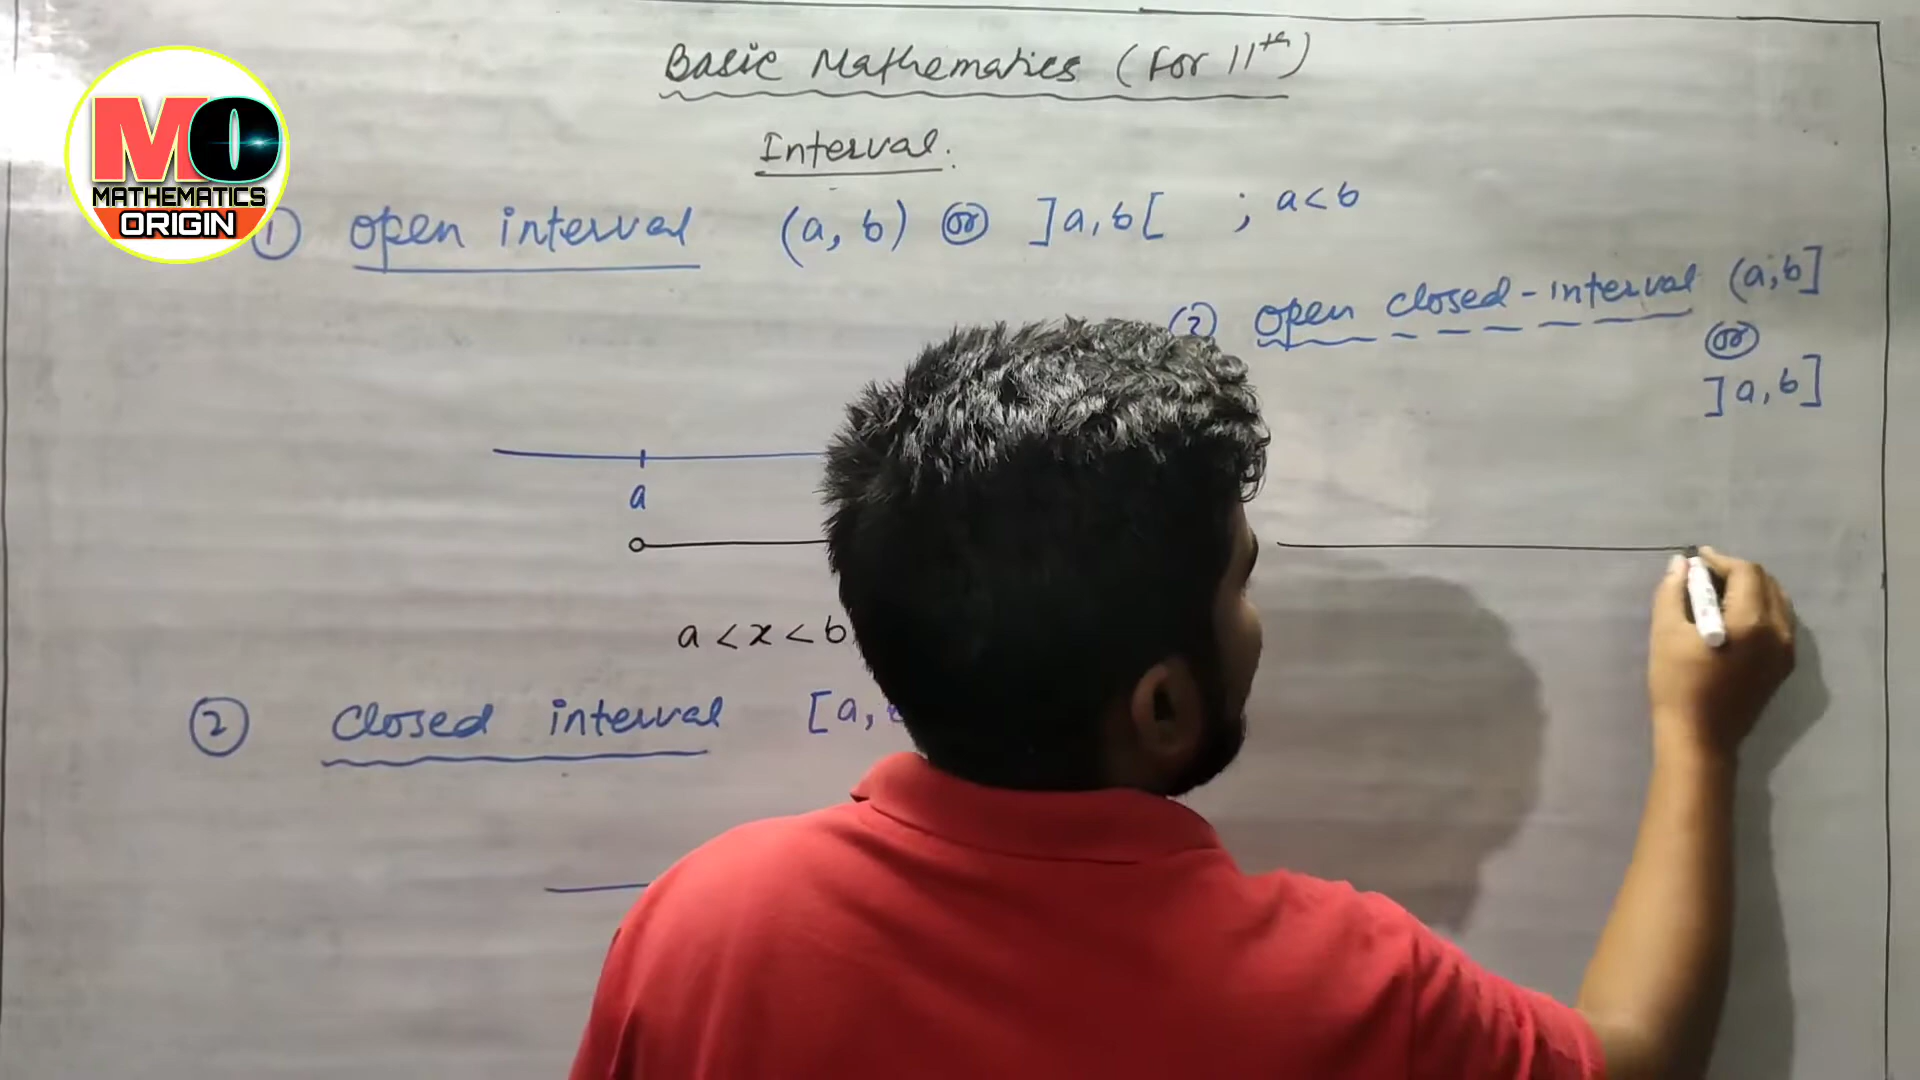 MO
MATHEMATICS
ORIGIN
Basic Mathematics (For 11th)
Interval.
① open interval (a, b) or ]a, b[ ; a<b
a
a < x < b
② closed interval [a,
open closed-interval (a,b]
or
]a,b]